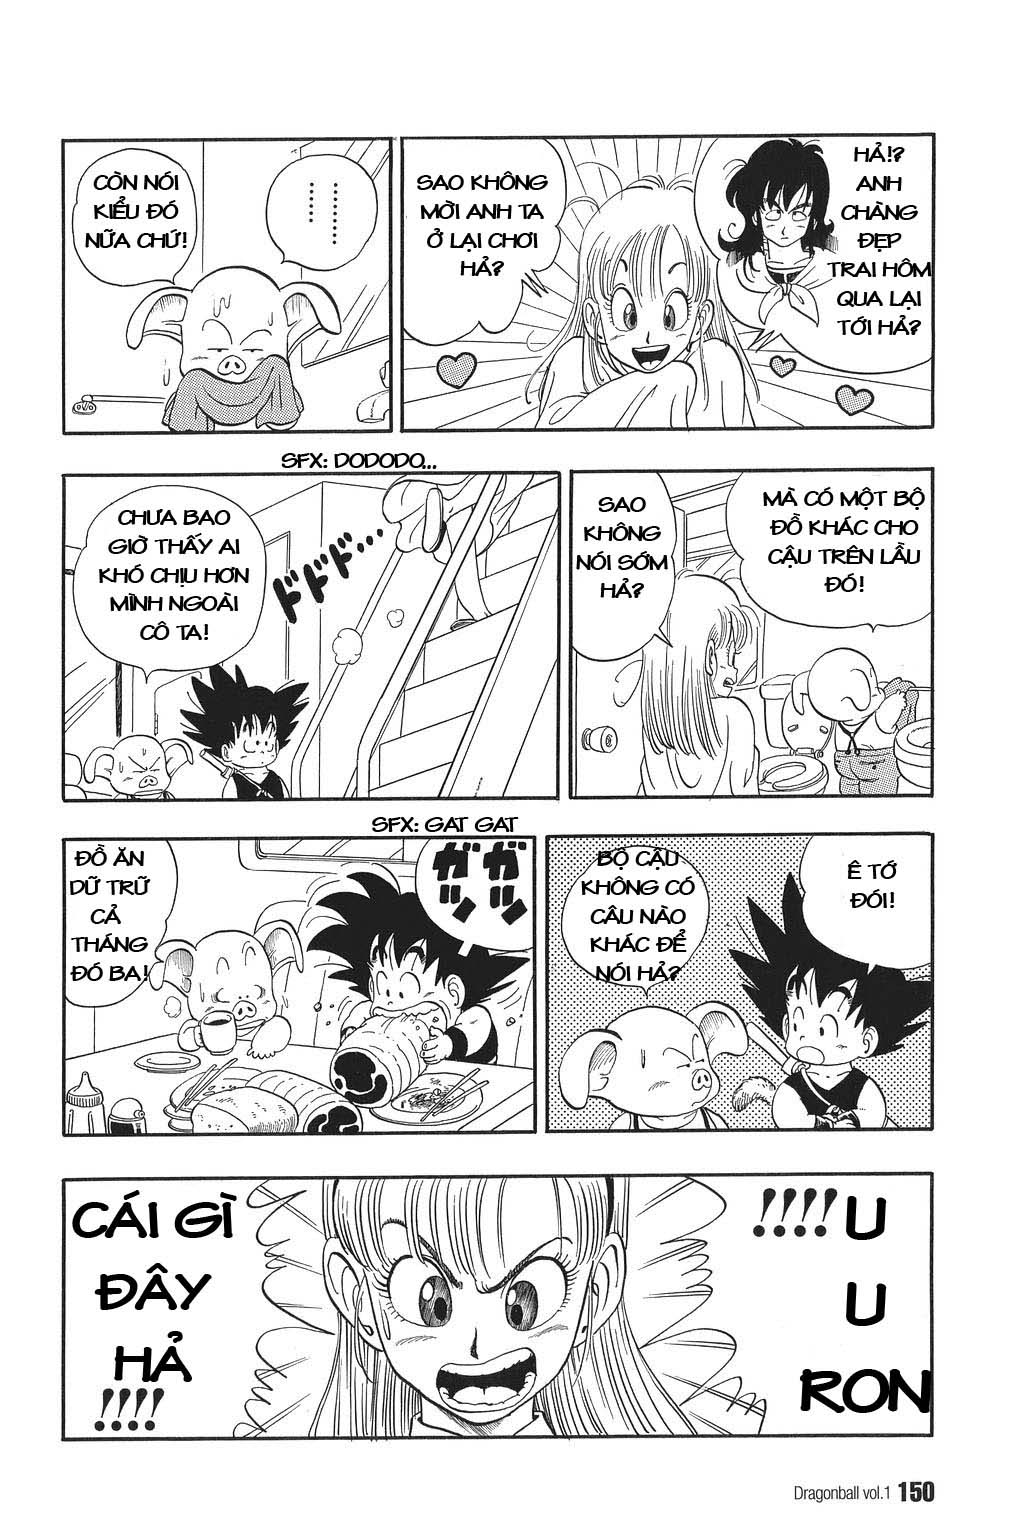 HẢ!?
ANH
CHÀNG
ĐẸP
TRAI HÔM
QUA LẠI
TỚI HẢ?
SAO KHÔNG
MỜI ANH TA
Ở LẠI CHƠI
HẢ?
.......
........
CÒN NÓI
KIỂU ĐÓ
NỮA CHỨ!
MÀ CÓ MỘT BỘ
ĐỒ KHÁC CHO
CẬU TRÊN LẦU
ĐÓ!
SAO
KHÔNG
NÓI SỚM
HẢ?
SFX: DODODO...
ドドド…
CHƯA BAO
GIỜ THẤY AI
KHÓ CHỊU HƠN
MÌNH NGOÀI
CÔ TA!
Ê TỚ
ĐÓI!
BỘ CẬU
KHÔNG CÓ
CÂU NÀO
KHÁC ĐỂ
NÓI HẢ?
SFX: GAT GAT
ガッ
ガッ
ĐỒ ĂN
DỮ TRỮ
CẢ
THÁNG
ĐÓ BA!
U
U
RON
!!!!
CÁI GÌ
ĐÂY
HẢ
!!!!
Dragonball vol.1 150